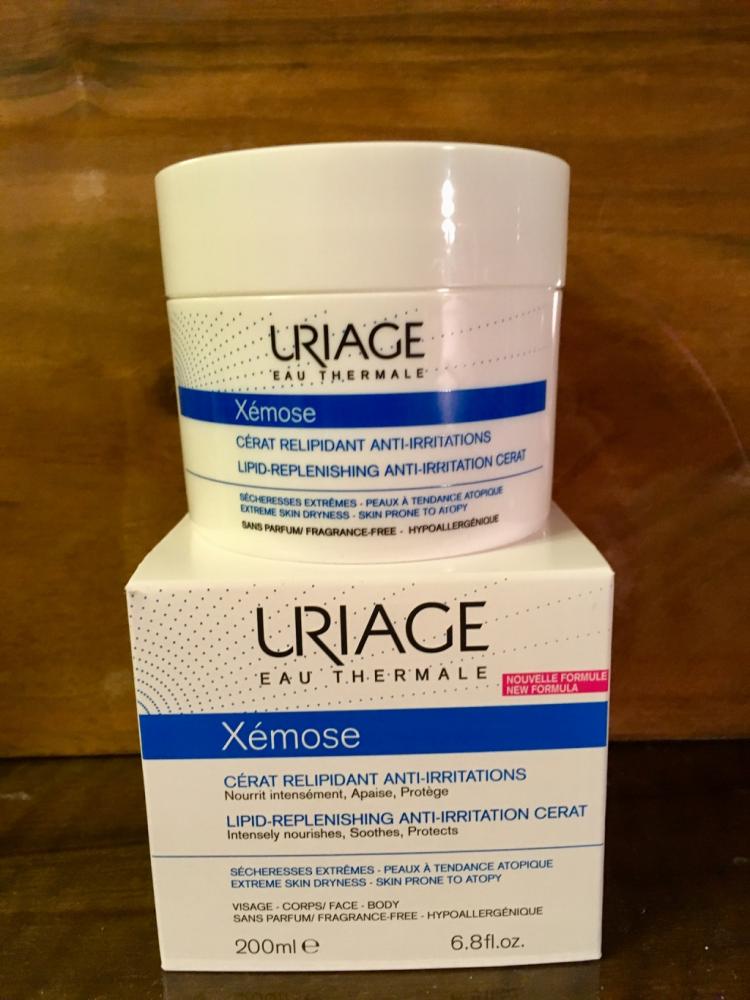 URIAGE
EAU THERMALE
Xémose
CÉRAT RELIPIDANT ANTI-IRRITATIONS
LIPID-REPLENISHING ANTI-IRRITATION CERAT
SÉCHERESSES EXTRÊMES - PEAUX À TENDANCE ATOPIQUE
EXTREME SKIN DRYNESS - SKIN PRONE TO ATOPY
SANS PARFUM/ FRAGRANCE-FREE - HYPOALLERGÉNIQUE
URIAGE
EAU THERMALE
NOUVELLE FORMULE
NEW FORMULA
Xémose
CÉRAT RELIPIDANT ANTI-IRRITATIONS
Nourrit intensément, Apaise, Protège
LIPID-REPLENISHING ANTI-IRRITATION CERAT
Intensely nourishes, Soothes, Protects
SÉCHERESSES EXTRÊMES - PEAUX À TENDANCE ATOPIQUE
EXTREME SKIN DRYNESS - SKIN PRONE TO ATOPY
VISAGE - CORPS/ FACE - BODY
SANS PARFUM/ FRAGRANCE-FREE - HYPOALLERGÉNIQUE
200ml ℮ 6.8fl.oz.